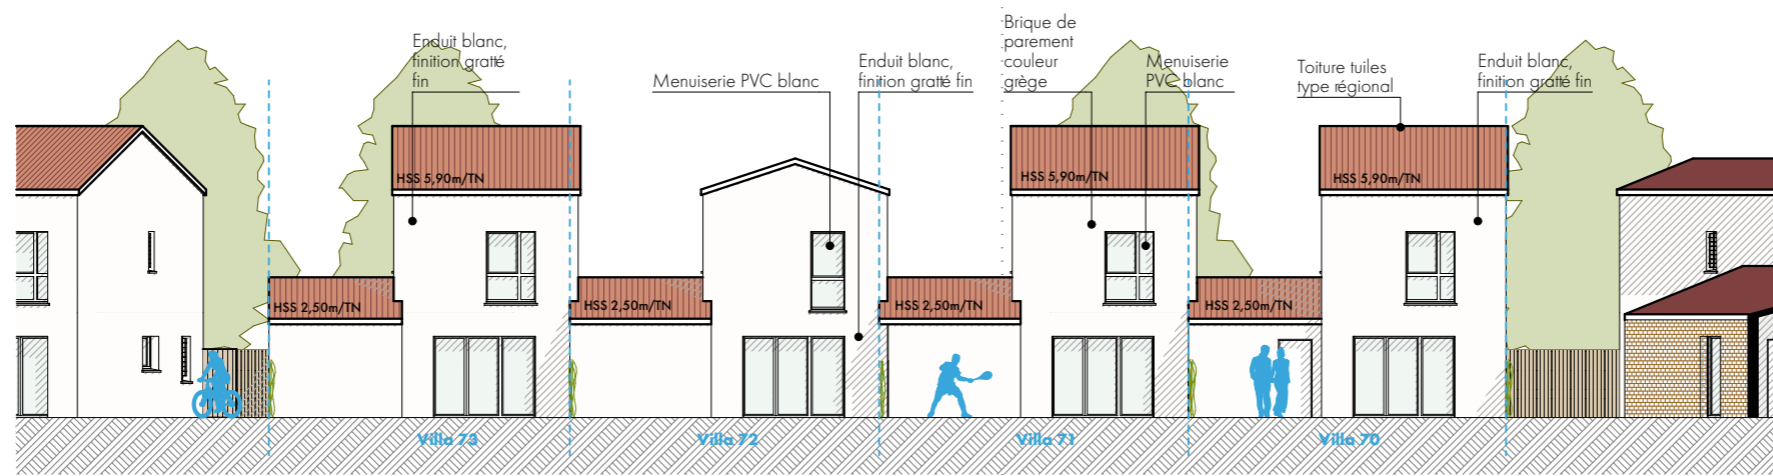 Enduit blanc,
finition gratté
fin
Menuiserie PVC blanc
Enduit blanc,
finition gratté fin
Brique de
parement
couleur
grège
Menuiserie
PVC blanc
Toiture tuiles
type régional
Enduit blanc,
finition gratté fin
HSS 5,90m/TN
HSS 5,90m/TN
HSS 5,90m/TN
HSS 2,50m/TN
HSS 2,50m/TN
HSS 2,50m/TN
HSS 2,50m/TN
Villa 73
Villa 72
Villa 71
Villa 70